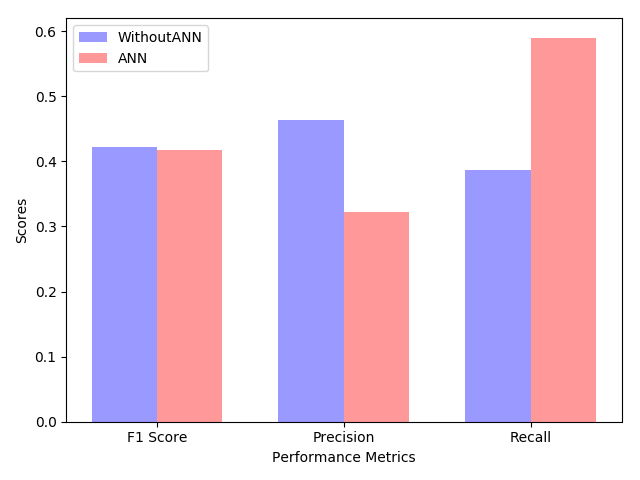 WithoutANN
ANN
0.6
0.5
0.4
0.3
0.2
0.1
0.0
Scores
F1 Score
Precision
Recall
Performance Metrics